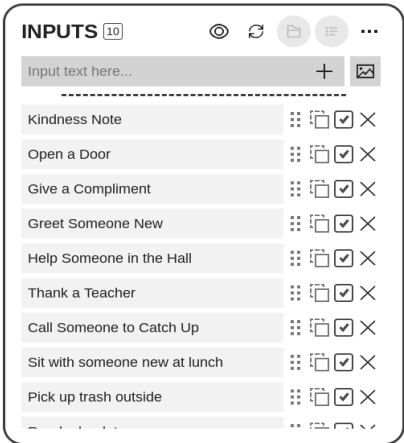 INPUTS 10
Input text here...
Kindness Note
Open a Door
Give a Compliment
Greet Someone New
Help Someone in the Hall
Thank a Teacher
Call Someone to Catch Up
Sit with someone new at lunch
Pick up trash outside